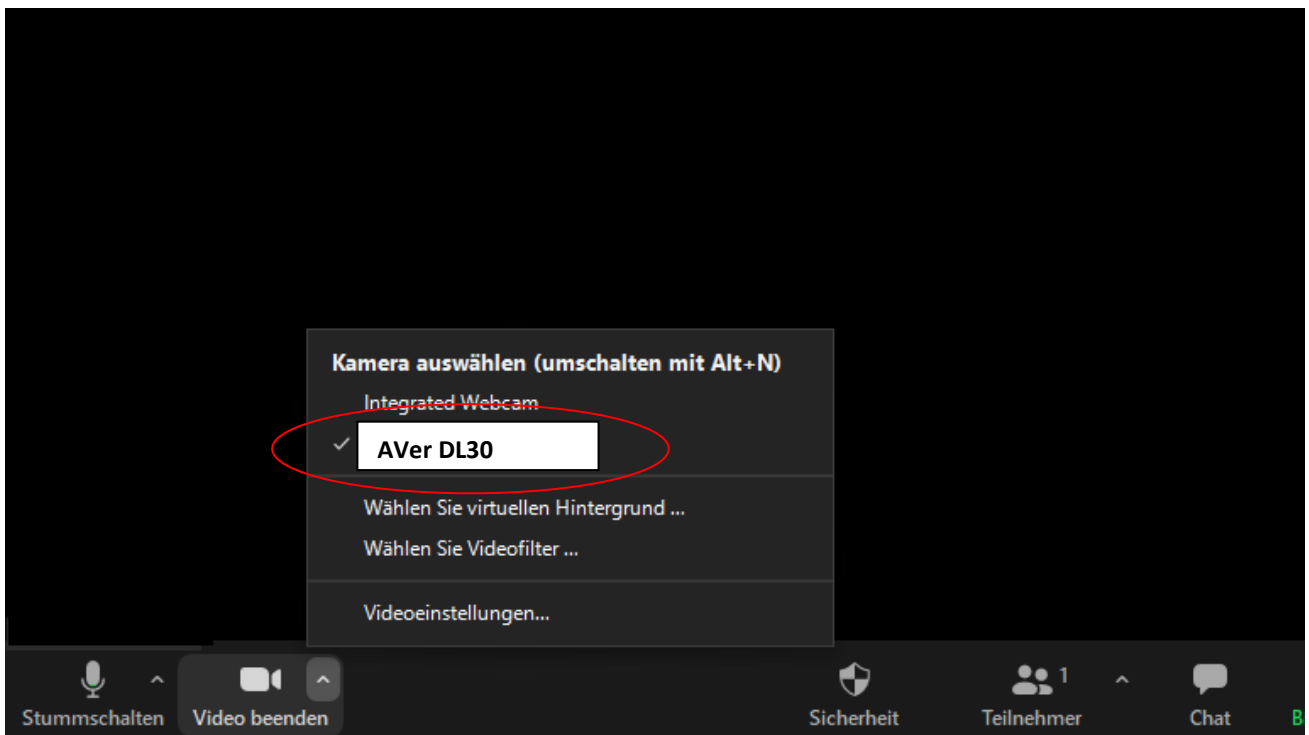 Kamera auswählen (umschalten mit Alt+N)
Integrated Webcam
AVer DL30
Wählen Sie virtuellen Hintergrund ...
Wählen Sie Videofilter ...
Videoeinstellungen...
1
Stummschalten Video beenden Sicherheit Teilnehmer Chat